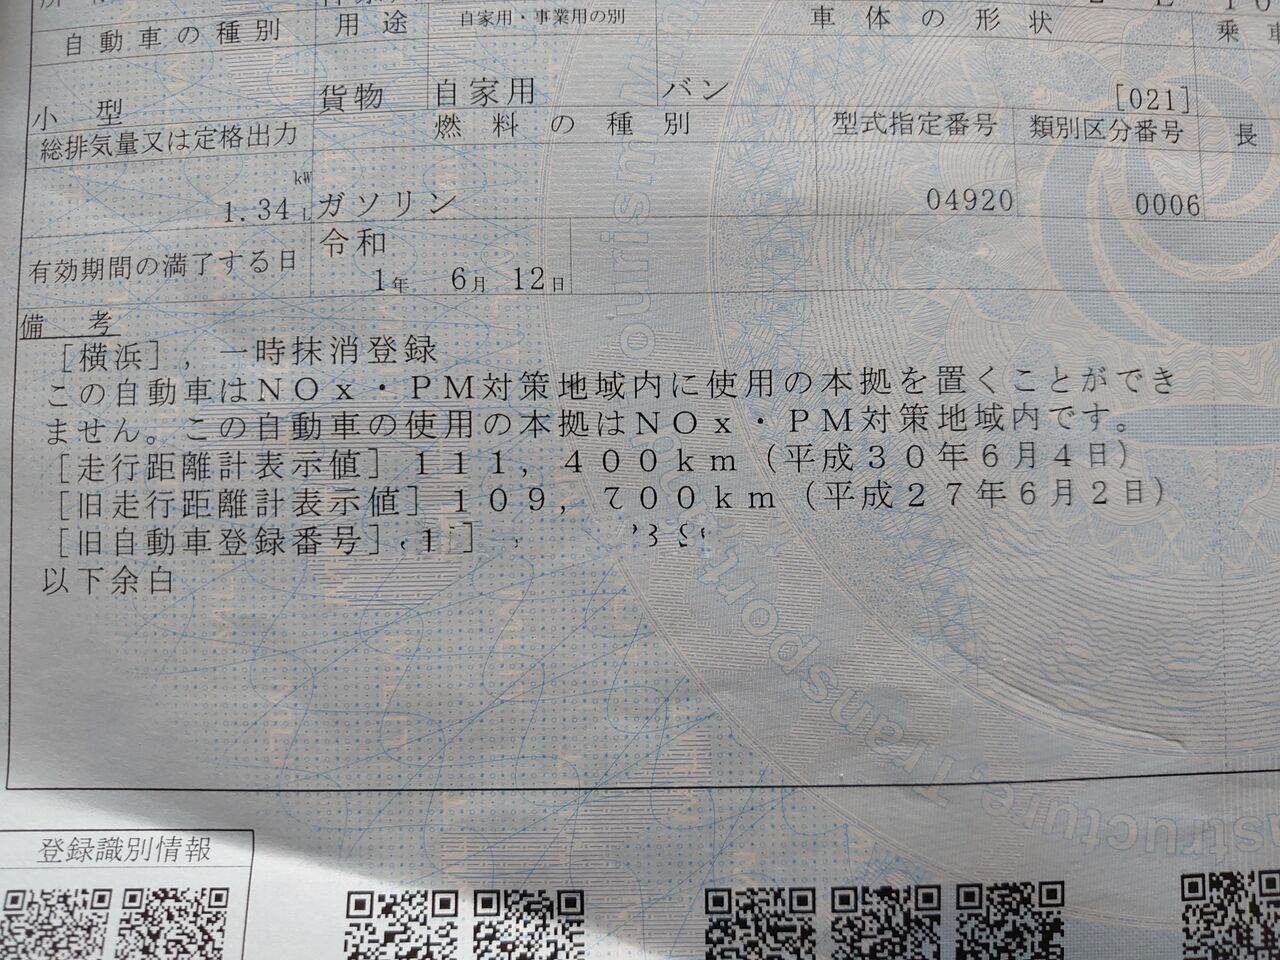 自動車の種別 用途 自家用・事業用の別 車体の形状 乗車
小型 貨物 自家用 バン [021]
総排気量又は定格出力 燃料の種別 型式指定番号 類別区分番号 長
kW
1.34 L ガソリン 04920 0006
有効期間の満了する日 令和
1年 6月 12日
備考
[横浜],一時抹消登録
この自動車はNOx・PM対策地域内に使用の本拠を置くことができ
ません。この自動車の使用の本拠はNOx・PM対策地域内です。
[走行距離計表示値]111,400km(平成30年6月4日)
[旧走行距離計表示値]109,700km(平成27年6月2日)
[旧自動車登録番号]
以下余白
登録識別情報
ourism
Transport
nstructure,